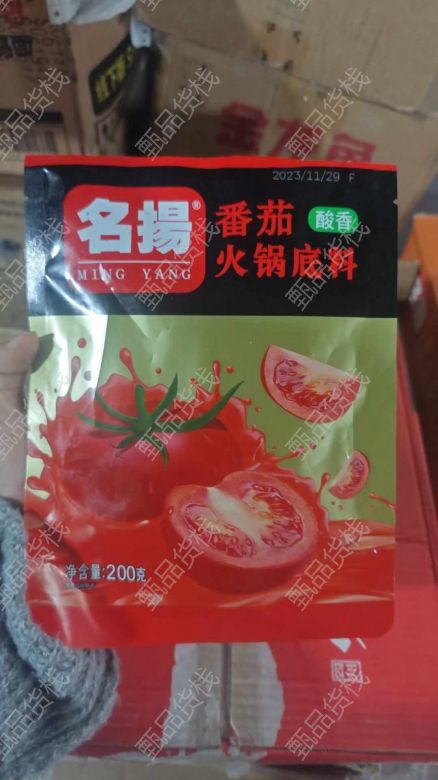 2023/11/29 F
名揚®
MING YANG
番茄
酸香
火锅底料
净含量:200克
甄品货栈